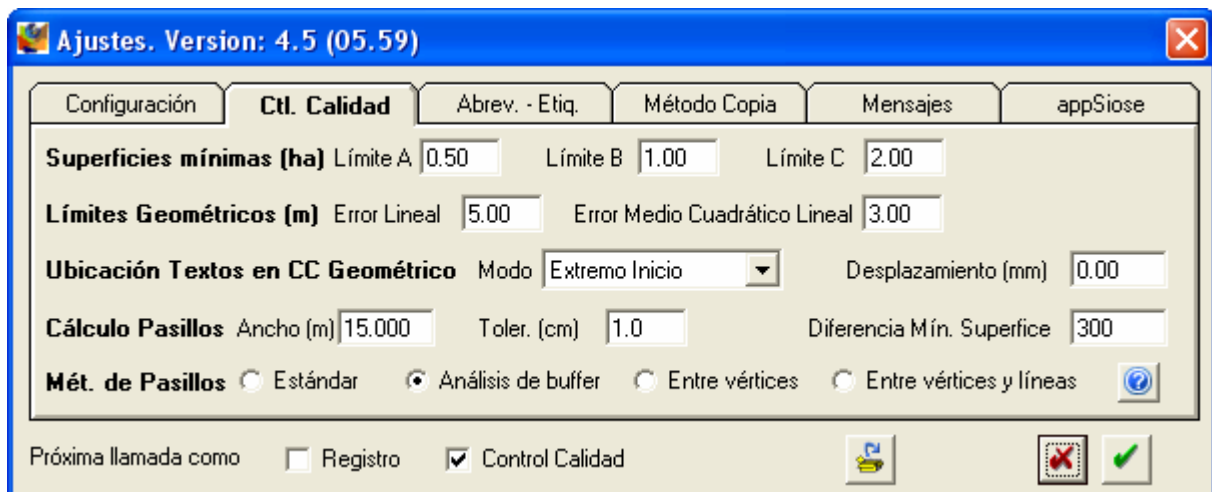 Ajustes. Version: 4.5 (05.59)
Configuración Ctl. Calidad Abrev. - Etiq. Método Copia Mensajes appSiose
Superficies mínimas (ha) Límite A 0.50 Límite B 1.00 Límite C 2.00
Límites Geométricos (m) Error Lineal 5.00 Error Medio Cuadrático Lineal 3.00
Ubicación Textos en CC Geométrico Modo Extremo Inicio Desplazamiento (mm) 0.00
Cálculo Pasillos Ancho (m) 15.000 Toler. (cm) 1.0 Diferencia Mín. Superfice 300
Mét. de Pasillos Estándar Análisis de buffer Entre vértices Entre vértices y líneas
Próxima llamada como Registro Control Calidad